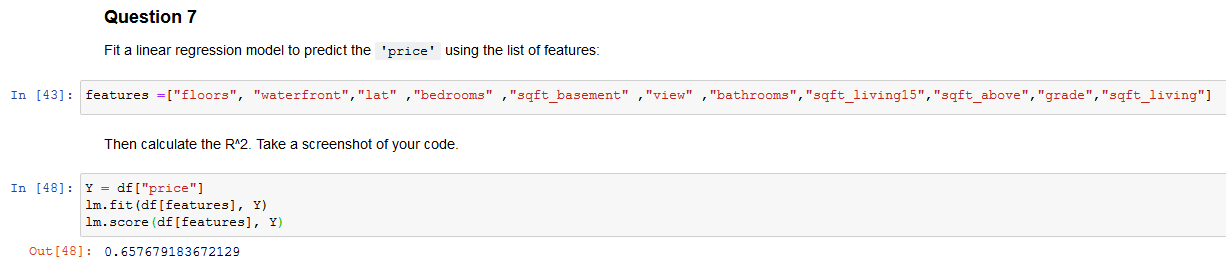 Question 7
Fit a linear regression model to predict the 'price' using the list of features:
In [43]: features =["floors", "waterfront","lat" ,"bedrooms" ,"sqft_basement" ,"view" ,"bathrooms","sqft_living15","sqft_above","grade","sqft_living"]
Then calculate the R^2. Take a screenshot of your code.
In [48]: Y = df["price"]
lm.fit(df[features], Y)
lm.score(df[features], Y)
Out[48]: 0.657679183672129